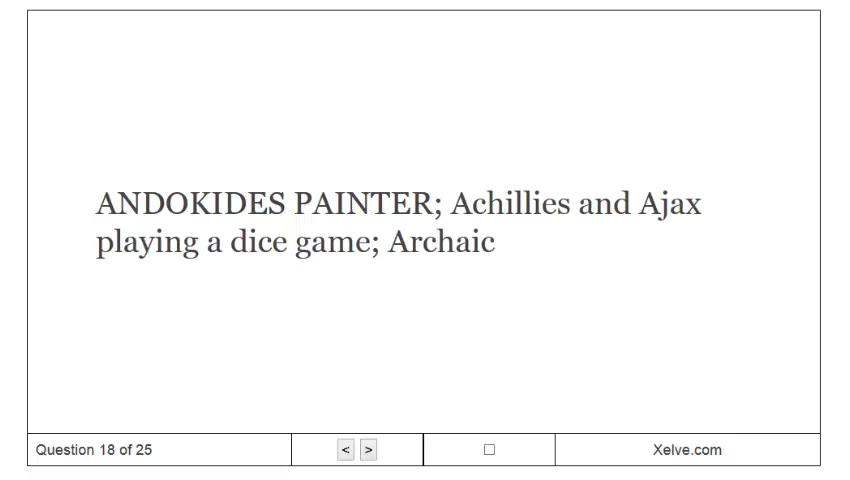 ANDOKIDES PAINTER; Achillies and Ajax
playing a dice game; Archaic
Question 18 of 25
<
>
Xelve.com